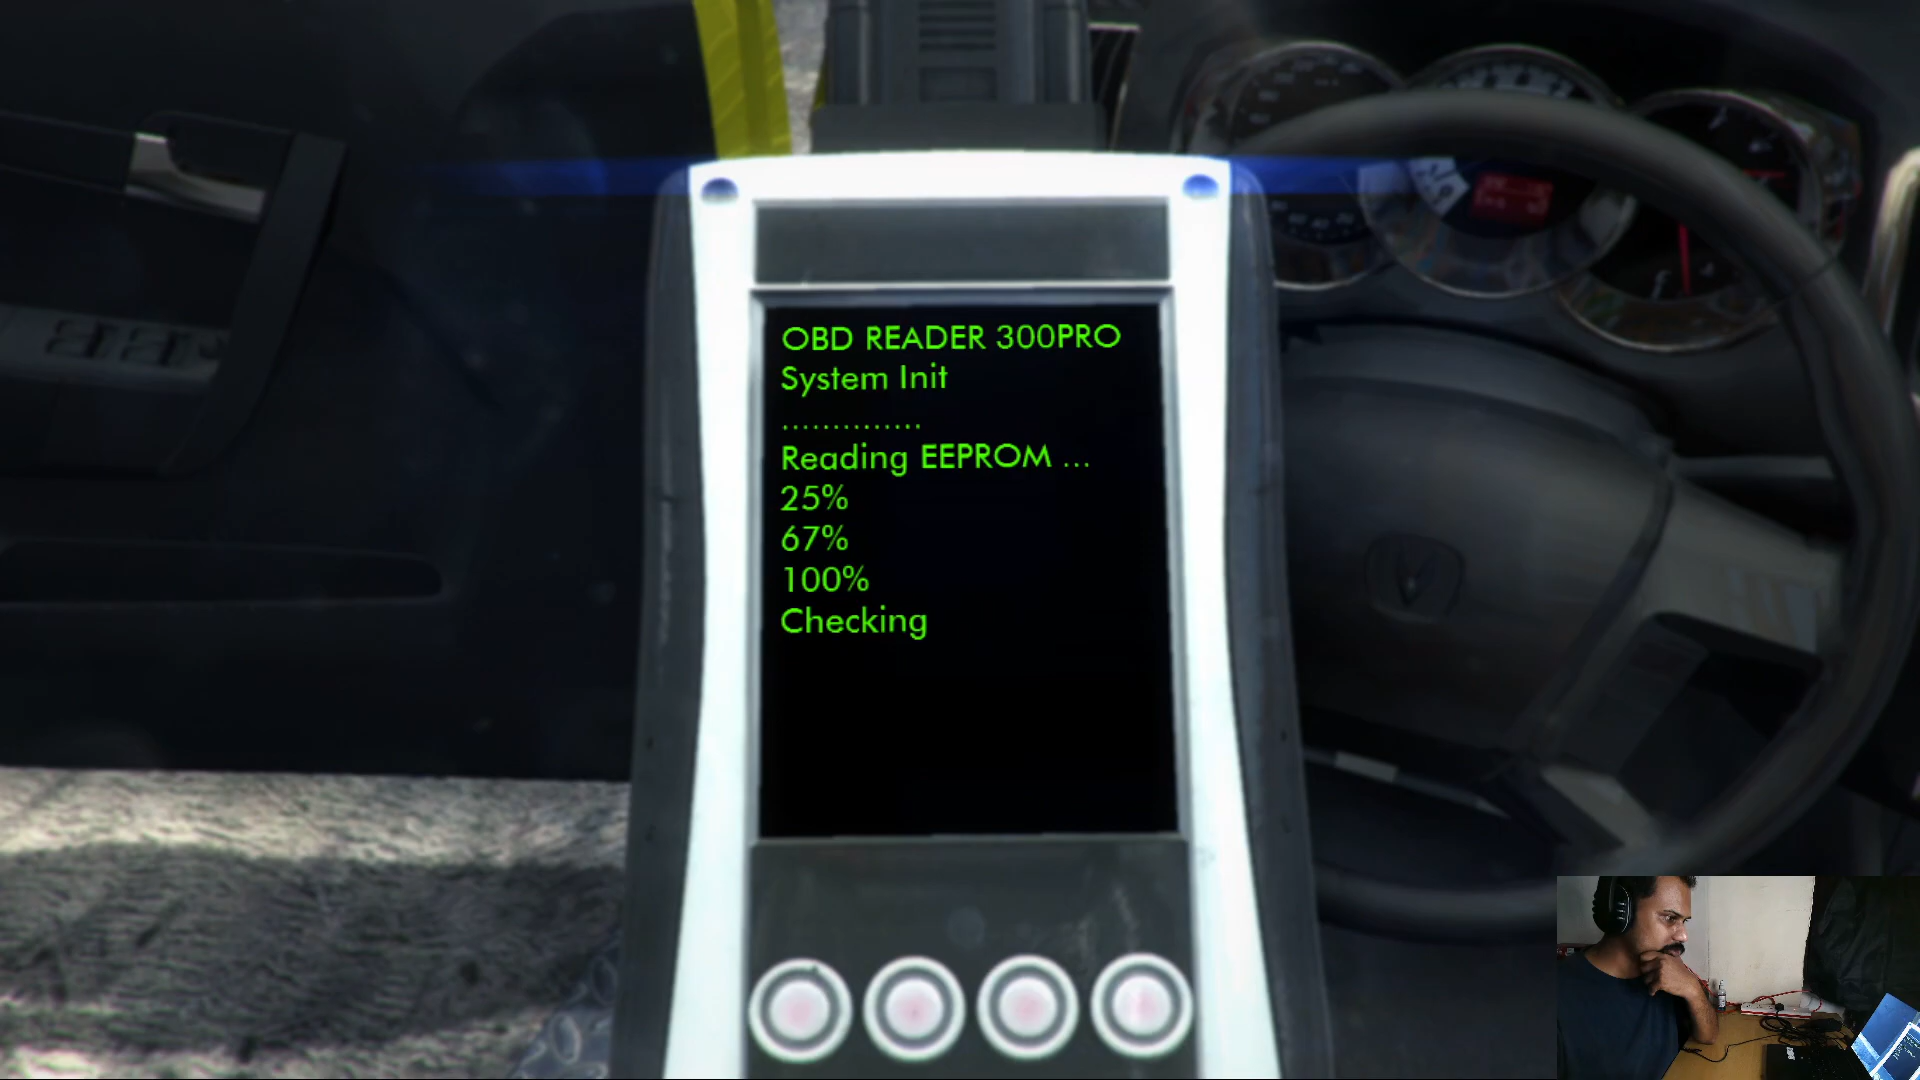 OBD READER 300PRO
System Init
..............
Reading EEPROM ...
25%
67%
100%
Checking